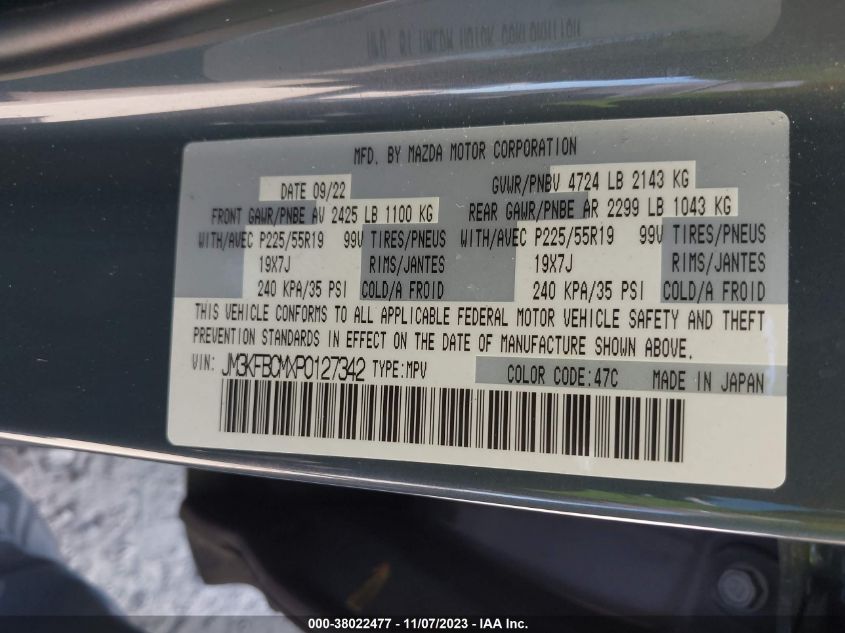 MFD. BY MAZDA MOTOR CORPORATION
DATE 09/22 GVWR/PNBV 4724 LB 2143 KG
FRONT GAWR/PNBE AV 2425 LB 1100 KG REAR GAWR/PNBE AR 2299 LB 1043 KG
WITH/AVEC P225/55R19 99V TIRES/PNEUS WITH/AVEC P225/55R19 99V TIRES/PNEUS
19X7J RIMS/JANTES 19X7J RIMS/JANTES
240 KPA/35 PSI COLD/A FROID 240 KPA/35 PSI COLD/A FROID
THIS VEHICLE CONFORMS TO ALL APPLICABLE FEDERAL MOTOR VEHICLE SAFETY AND THEFT
PREVENTION STANDARDS IN EFFECT ON THE DATE OF MANUFACTURE SHOWN ABOVE.
VIN: JM3KFBCMXP0127342 TYPE:MPV COLOR CODE:47C MADE IN JAPAN
000-38022477 - 11/07/2023 - IAA Inc.